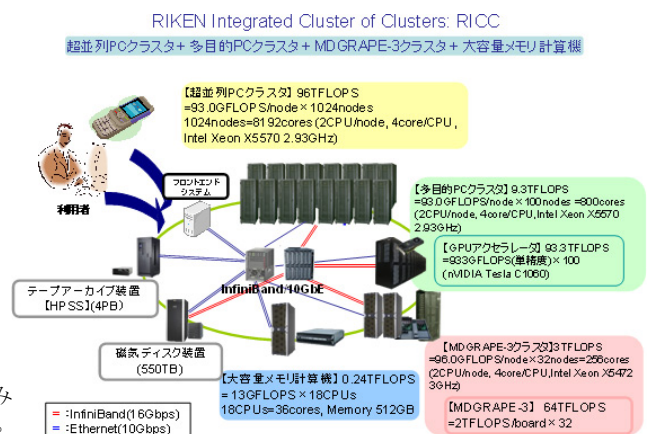 RIKEN Integrated Cluster of Clusters: RICC
超並列PCクラスタ+多目的PCクラスタ+MDGRAPE-3クラスタ+大容量メモリ計算機
【超並列PCクラスタ】96TFLOPS
=93.0GFLOPS/node×1024nodes
1024nodes=8192cores (2CPU/node, 4core/CPU,
Intel Xeon X5570 2.93GHz)
フロントエンド
システム
利用者
【多目的PCクラスタ】9.3TFLOPS
=93.0GFLOPS/node×100nodes=800cores
(2CPU/node, 4core/CPU,Intel Xeon X5570
2.93GHz)
【GPUアクセラレータ】93.3TFLOPS
=933GFLOPS(単精度)×100
(nVIDIA Tesla C1060)
InfiniBand/10GbE
テープアーカイブ装置
【HPSS】(4PB)
磁気ディスク装置
(550TB)
【大容量メモリ計算機】0.24TFLOPS
=13GFLOPS×18CPUs
18CPUs=36cores, Memory 512GB
【MDGRAPE-3クラスタ】3TFLOPS
=96.0GFLOPS/node×32nodes=256cores
(2CPU/node, 4core/CPU,Intel Xeon X5472
3GHz)
【MDGRAPE-3】 64TFLOPS
=2TFLOPS/board×32
み
。
=:InfiniBand(16Gbps)
=:Ethernet(10Gbps)